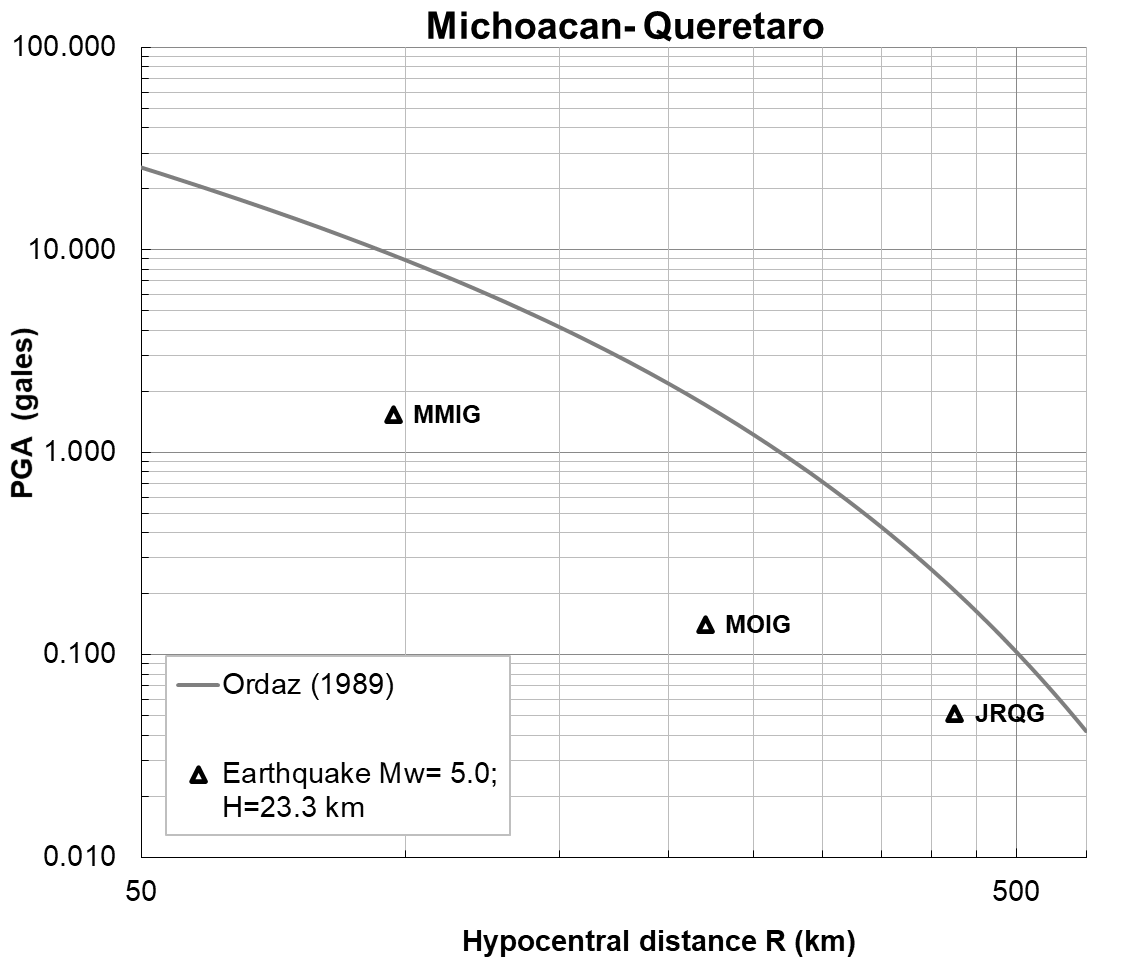 Michoacan- Queretaro
100.000
10.000
1.000
0.100
0.010
PGA (gales)
MMIG
MOIG
JRQG
Ordaz (1989)
Earthquake Mw= 5.0;
H=23.3 km
50
500
Hypocentral distance R (km)